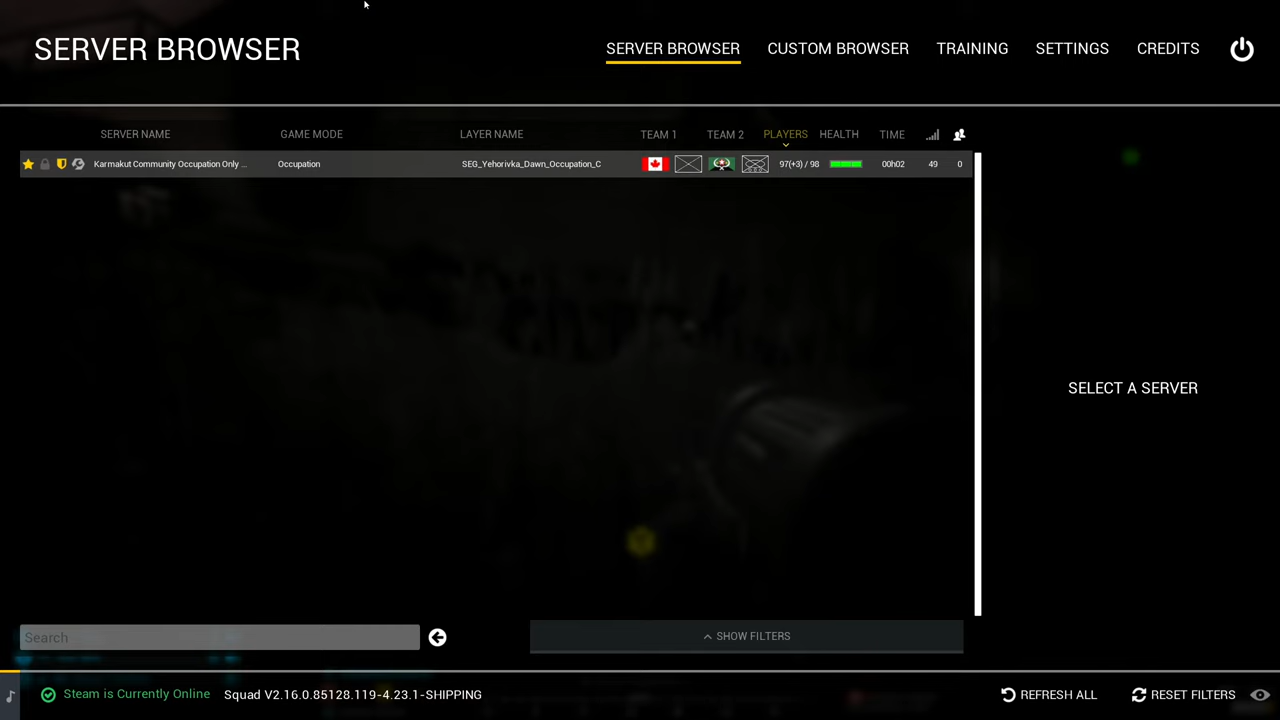 SERVER BROWSER
SERVER BROWSER CUSTOM BROWSER TRAINING SETTINGS CREDITS
SERVER NAME GAME MODE LAYER NAME TEAM 1 TEAM 2 PLAYERS HEALTH TIME
Karmakut Community Occupation Only ... Occupation SEG_Yehorivka_Dawn_Occupation_C 97(+3) / 98 00h02 49 0
SELECT A SERVER
Search
SHOW FILTERS
Steam is Currently Online Squad V2.16.0.85128.119-4.23.1-SHIPPING REFRESH ALL RESET FILTERS